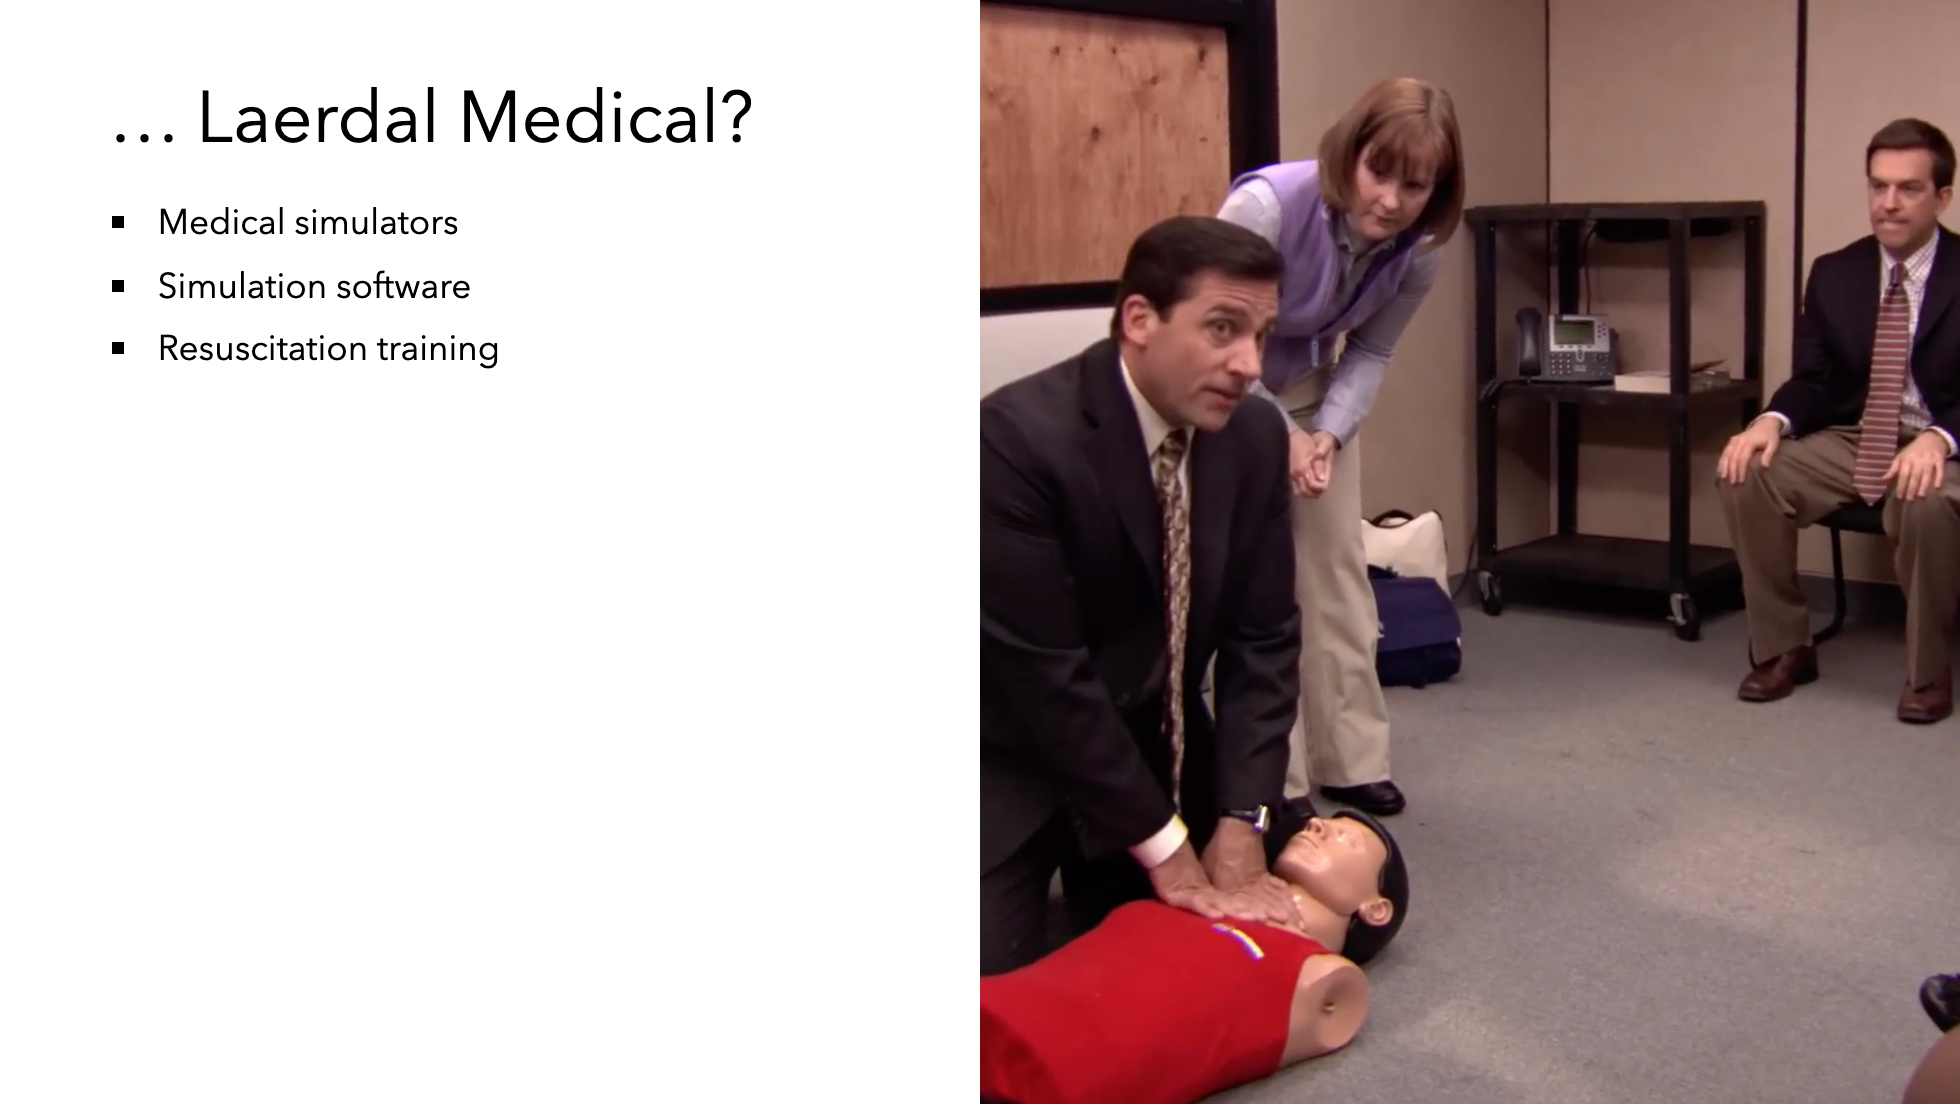 … Laerdal Medical?
Medical simulators
Simulation software
Resuscitation training